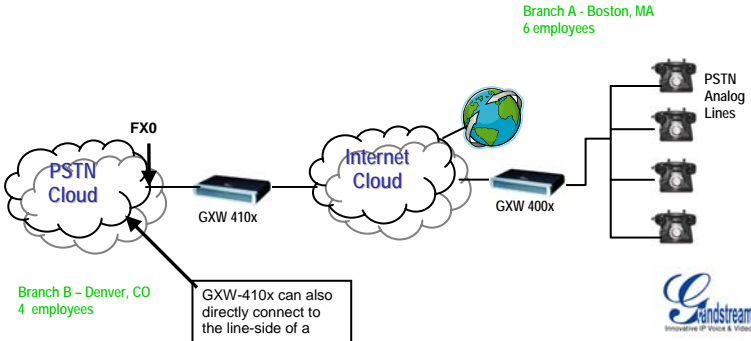 Branch A - Boston, MA
6 employees
PSTN
Analog
Lines
FX0
PSTN
Cloud
Internet
Cloud
GXW 410x
GXW 400x
Branch B – Denver, CO
4 employees
GXW-410x can also
directly connect to
the line-side of a
Grandstream
Innovative IP Voice & Video